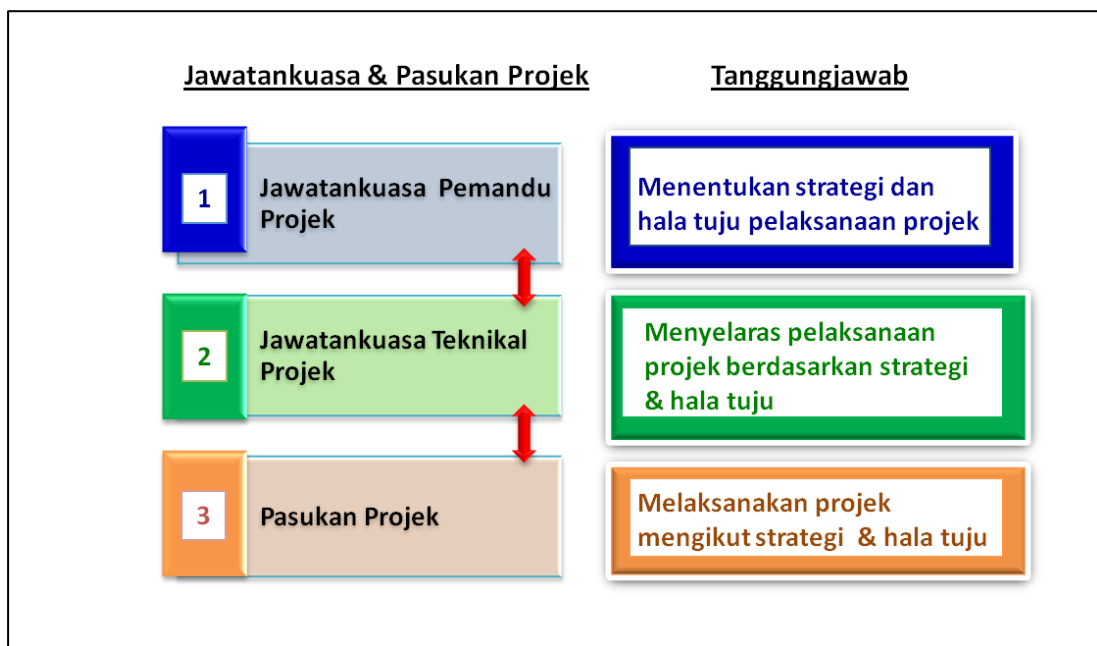 Jawatankuasa & Pasukan Projek
Tanggungjawab
1
Jawatankuasa Pemandu
Projek
Menentukan strategi dan
hala tuju pelaksanaan projek
2
Jawatankuasa Teknikal
Projek
Menyelaras pelaksanaan
projek berdasarkan strategi
& hala tuju
3
Pasukan Projek
Melaksanakan projek
mengikut strategi & hala tuju